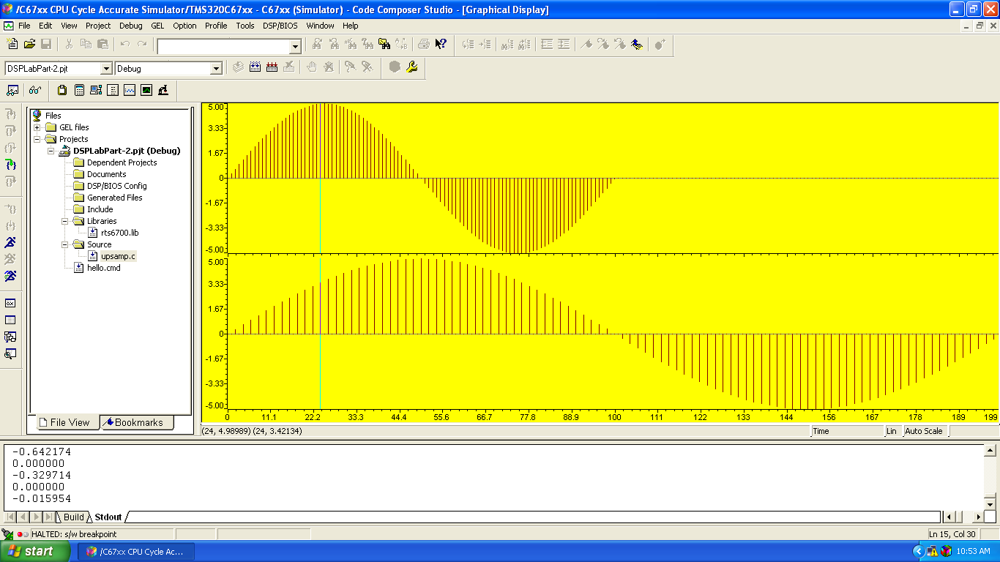 /C67xx CPU Cycle Accurate Simulator/TMS320C67xx - C67xx (Simulator) - Code Composer Studio - [Graphical Display]
File Edit View Project Debug GEL Option Profile Tools DSP/BIOS Window Help
DSPLabPart-2.pjt Debug
Files
GEL files
Projects
DSPLabPart-2.pjt (Debug)
Dependent Projects
Documents
DSP/BIOS Config
Generated Files
Include
Libraries
rts6700.lib
Source
upsamp.c
hello.cmd
File View Bookmarks
5.00
3.33
1.67
0
-1.67
-3.33
-5.00
5.00
3.33
1.67
0
-1.67
-3.33
-5.00
0 11.1 22.2 33.3 44.4 55.6 66.7 77.8 88.9 100 111 122 133 144 156 167 178 189 199
(24, 4.98989) (24, 3.42134) Time Lin Auto Scale
-0.642174
0.000000
-0.329714
0.000000
-0.015954
Build Stdout
HALTED: s/w breakpoint Ln 15, Col 30
start /C67xx CPU Cycle Ac... 10:53 AM